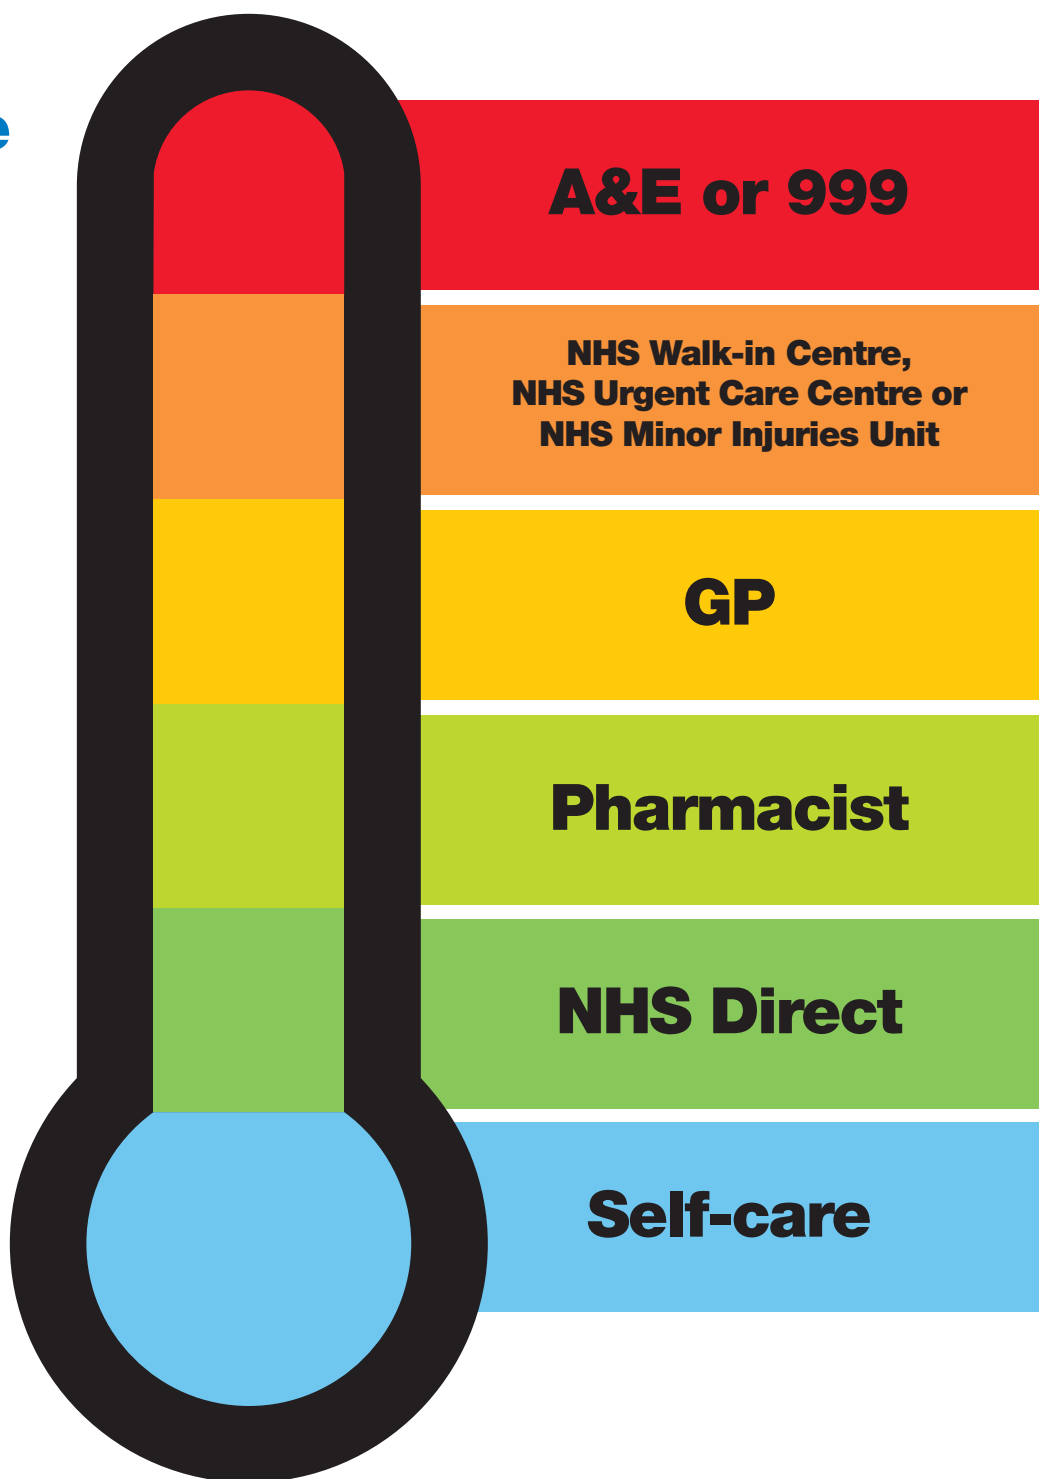 A&E or 999
NHS Walk-in Centre,
NHS Urgent Care Centre or
NHS Minor Injuries Unit
GP
Pharmacist
NHS Direct
Self-care